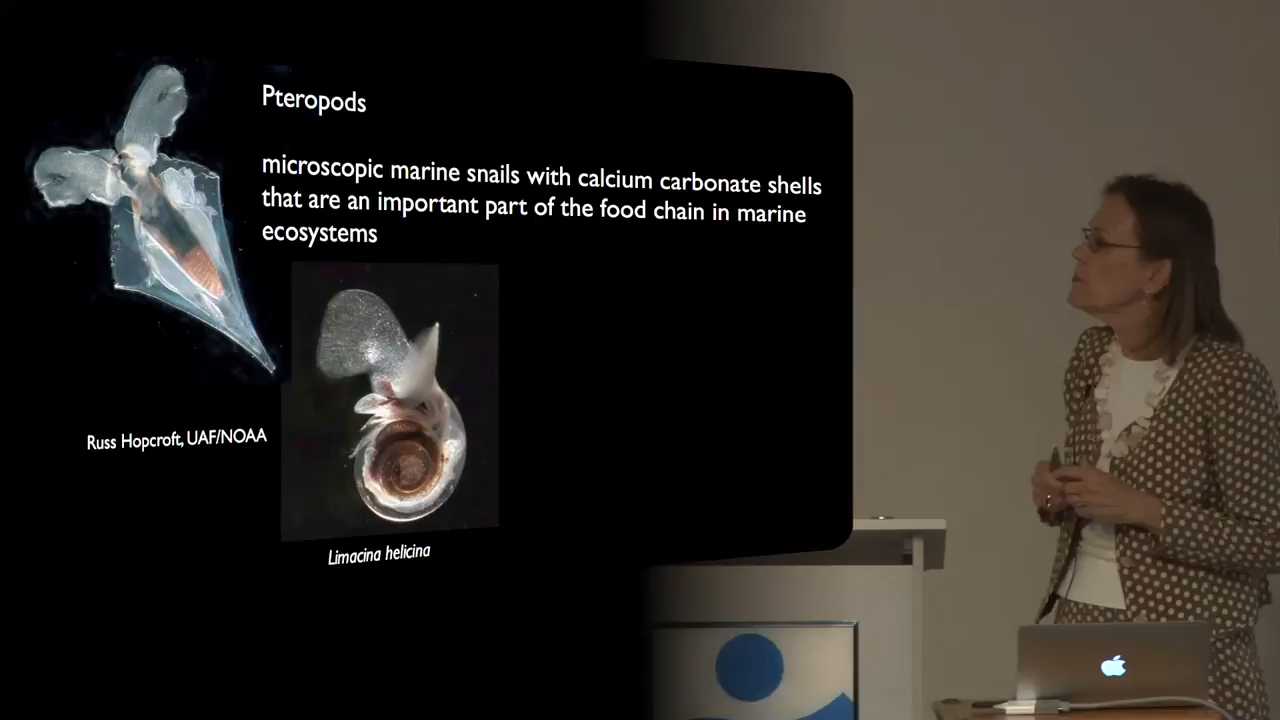 Pteropods
microscopic marine snails with calcium carbonate shells
that are an important part of the food chain in marine
ecosystems
Russ Hopcroft, UAF/NOAA
Limacina helicina